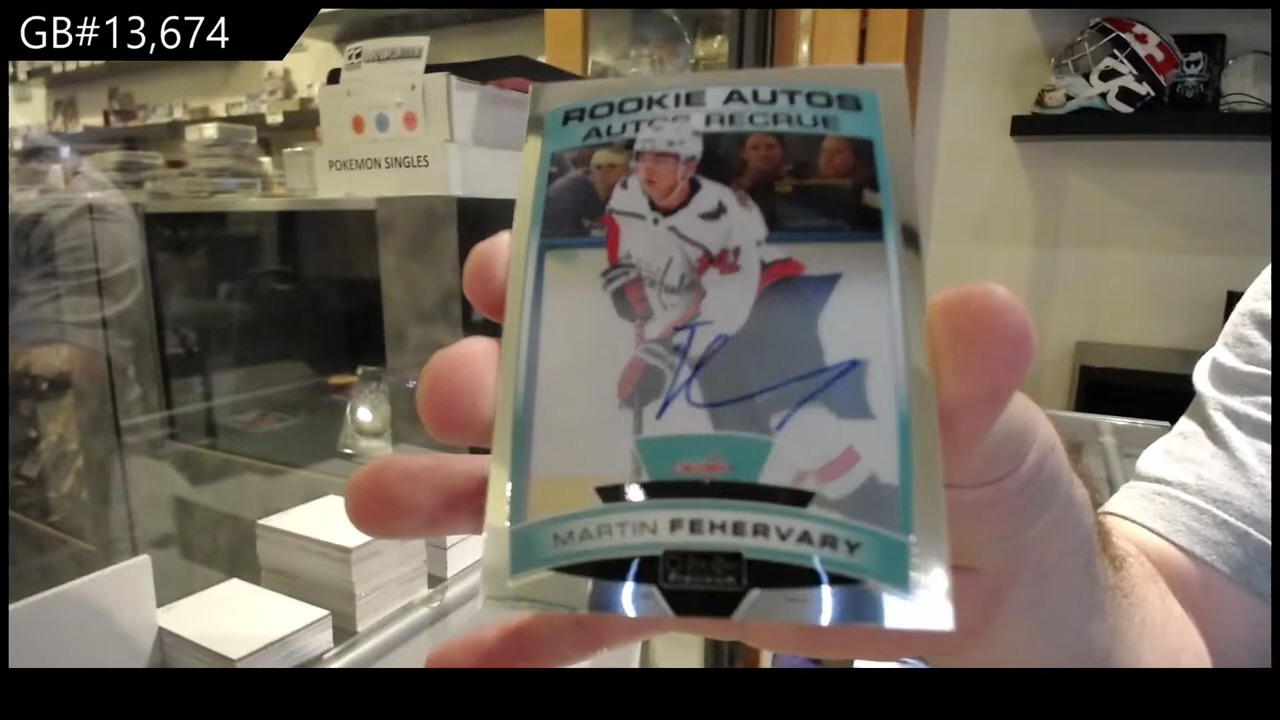 GB#13,674
POKEMON SINGLES
ROOKIE AUTOS
AUTOS RECRUE
MARTIN FEHERVARY